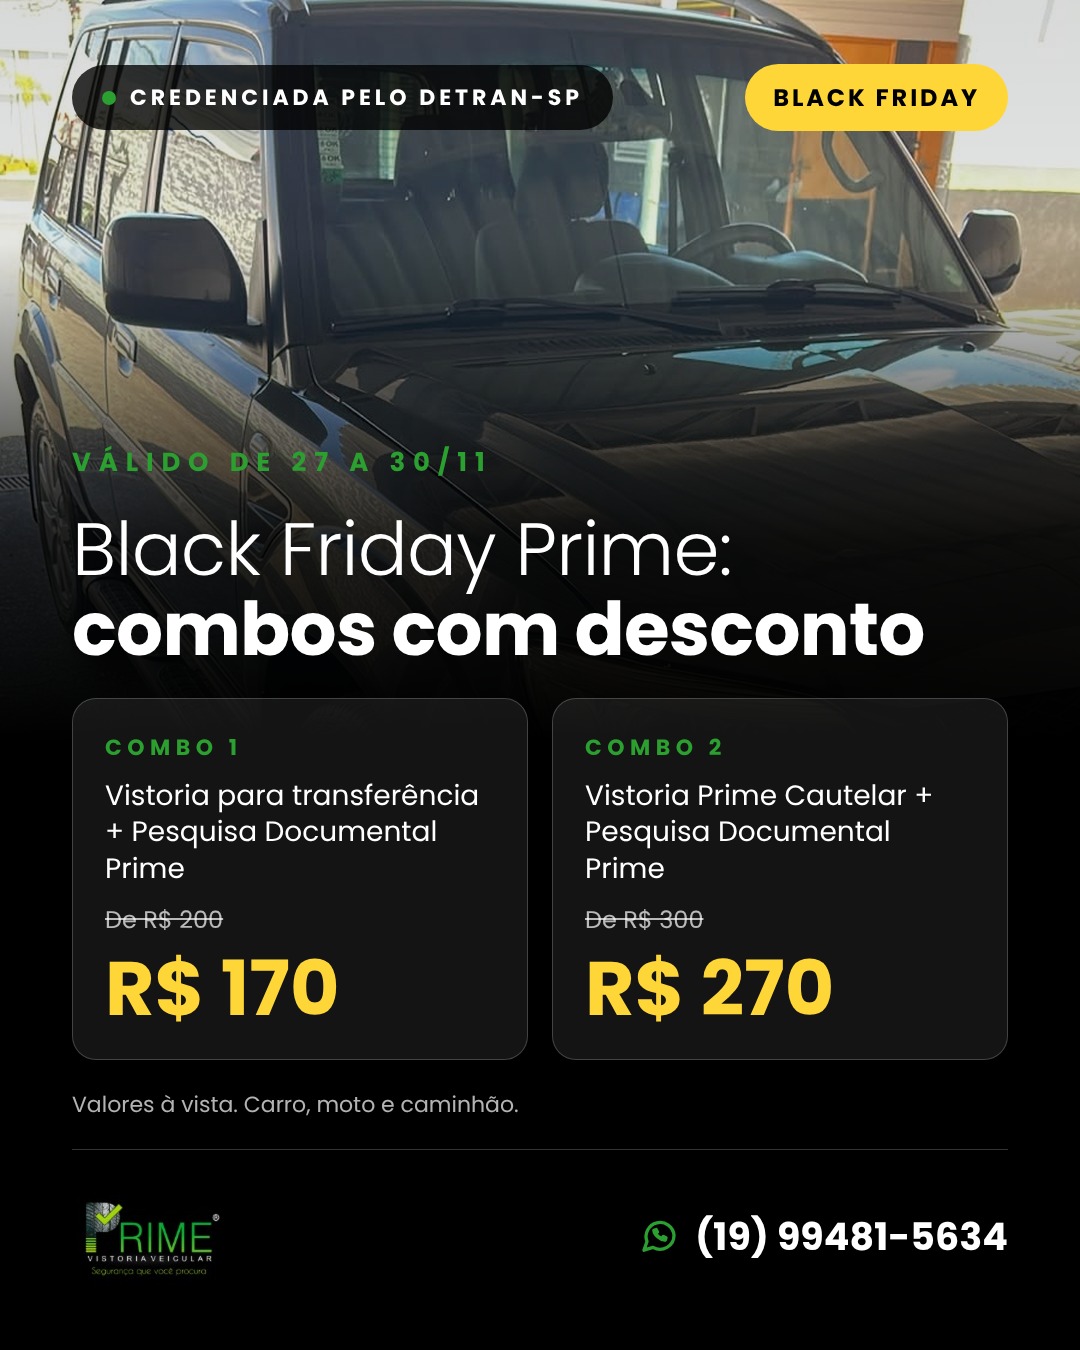 CREDENCIADA PELO DETRAN-SP
BLACK FRIDAY
VÁLIDO DE 27 A 30/11
Black Friday Prime:
combos com desconto
COMBO 1
Vistoria para transferência
+ Pesquisa Documental
Prime
De R$ 200
R$ 170
COMBO 2
Vistoria Prime Cautelar +
Pesquisa Documental
Prime
De R$ 300
R$ 270
Valores à vista. Carro, moto e caminhão.
PRIME®
VISTORIA VEICULAR
Segurança que você procura
(19) 99481-5634